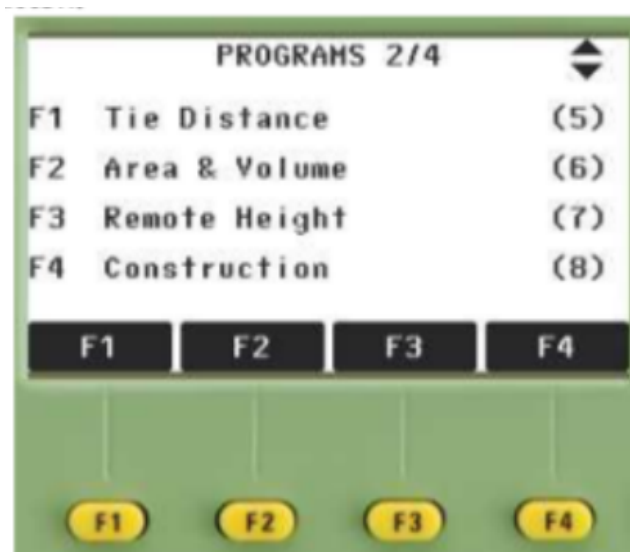 PROGRAMS 2/4
F1 Tie Distance (5)
F2 Area & Volume (6)
F3 Remote Height (7)
F4 Construction (8)
F1 F2 F3 F4
F1 F2 F3 F4